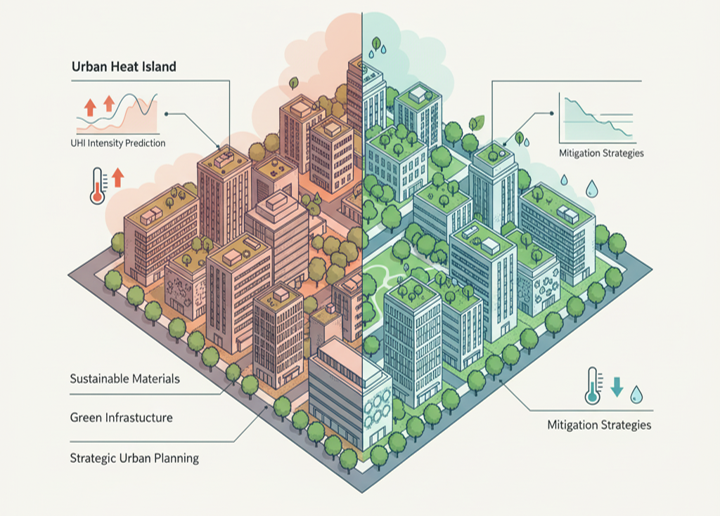 Urban Heat Island
UHI Intensity Prediction
Mitigation Strategies
Sustainable Materials
Green Infrastucture
Strategic Urban Planning
Mitigation Strategies